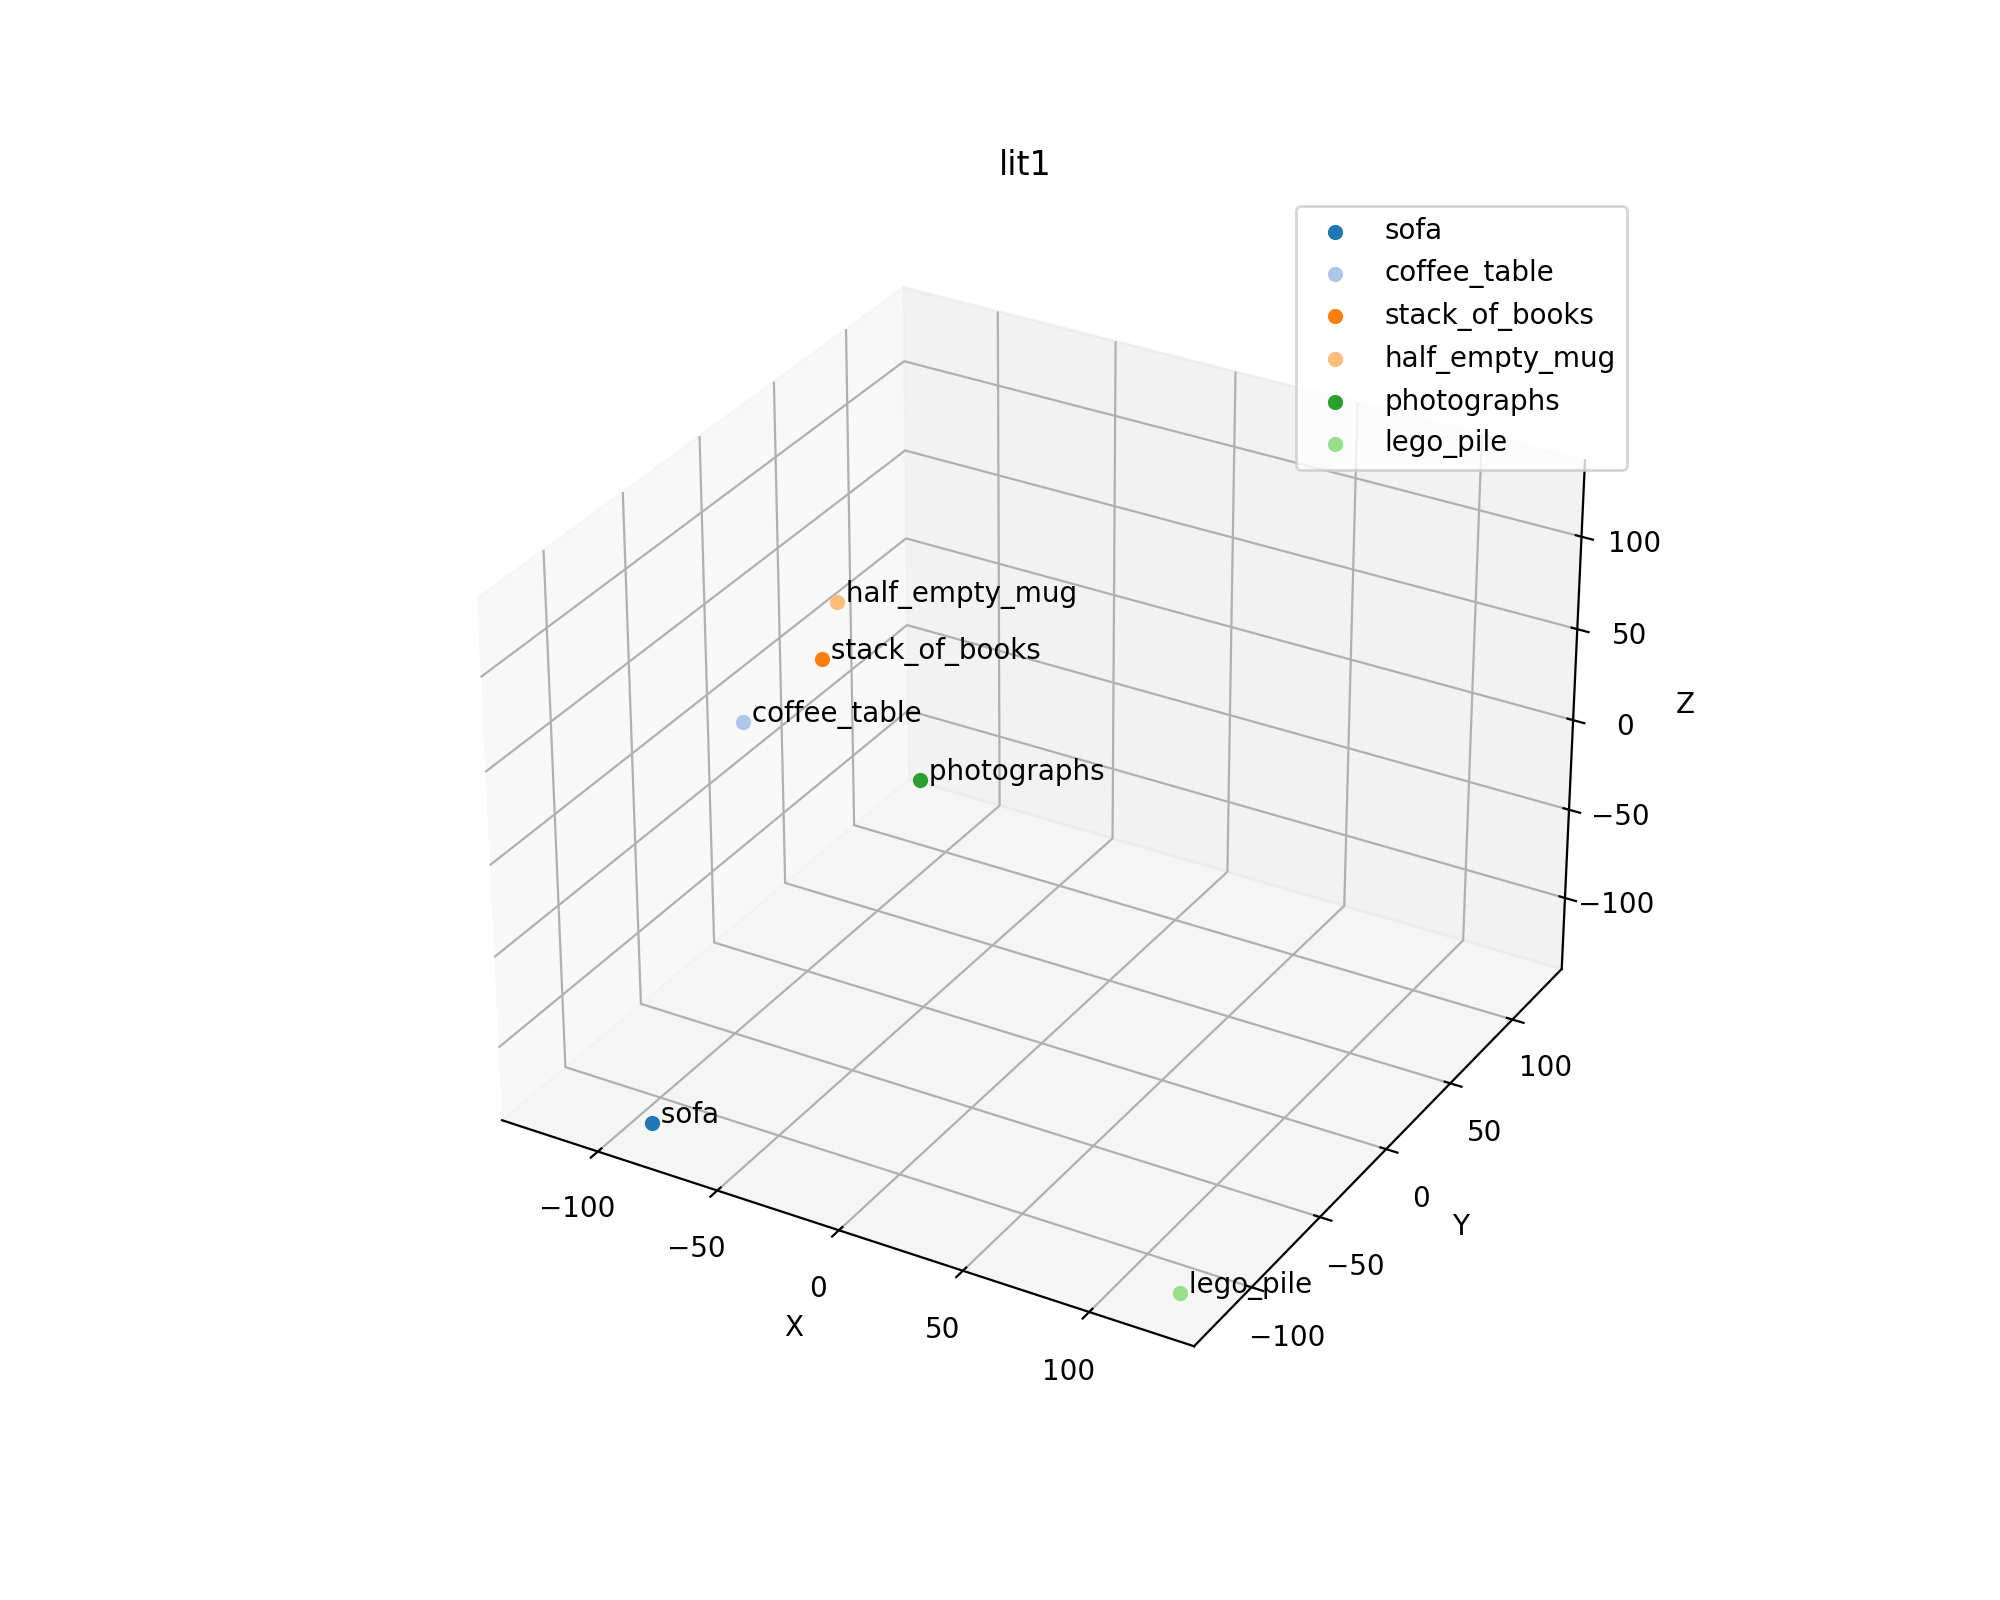 lit1
sofa
coffee_table
stack_of_books
half_empty_mug
photographs
lego_pile
half_empty_mug
stack_of_books
coffee_table
photographs
sofa
lego_pile
100
50
0
−50
−100
Z
100
50
0
−50
−100
Y
−100
−50
0
50
100
X